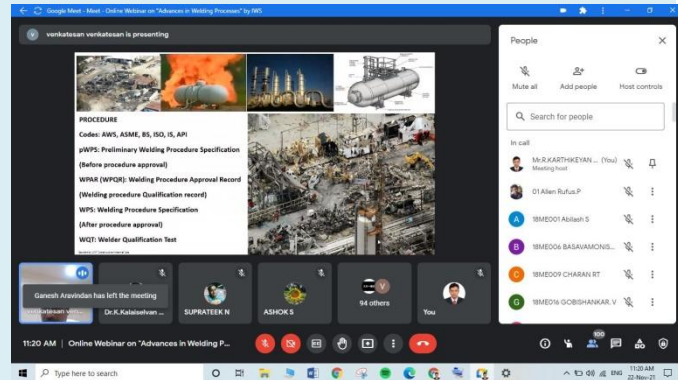 Google Meet - Meet - Online Webinar on "Advances in Welding Processes" by IWS
v
venkatesan venkatesan is presenting
PROCEDURE
Codes: AWS, ASME, BS, ISO, IS, API
pWPS: Preliminary Welding Procedure Specification
(Before procedure approval)
WPAR (WPQR): Welding Procedure Approval Record
(Welding procedure Qualification record)
WPS: Welding Procedure Specification
(After procedure approval)
WQT: Welder Qualification Test
Ganesh Aravindan has left the meeting
Dr.K.Kalaiselvan ...
SUPRATEEK N
ASHOK S
V
94 others
You
11:20 AM | Online Webinar on "Advances in Welding P...
People
Mute all
Add people
Host controls
Search for people
In call
Mr.R.KARTHIKEYAN ... (You)
Meeting host
01 Allen Rufus.P
A
18ME001 Abilash S
B
18ME006 BASAVAMONIS...
C
18ME009 CHARAN RT
G
18ME016 GOBISHANKAR.V
100
Type here to search
ENG
11:20 AM
22-Nov-21